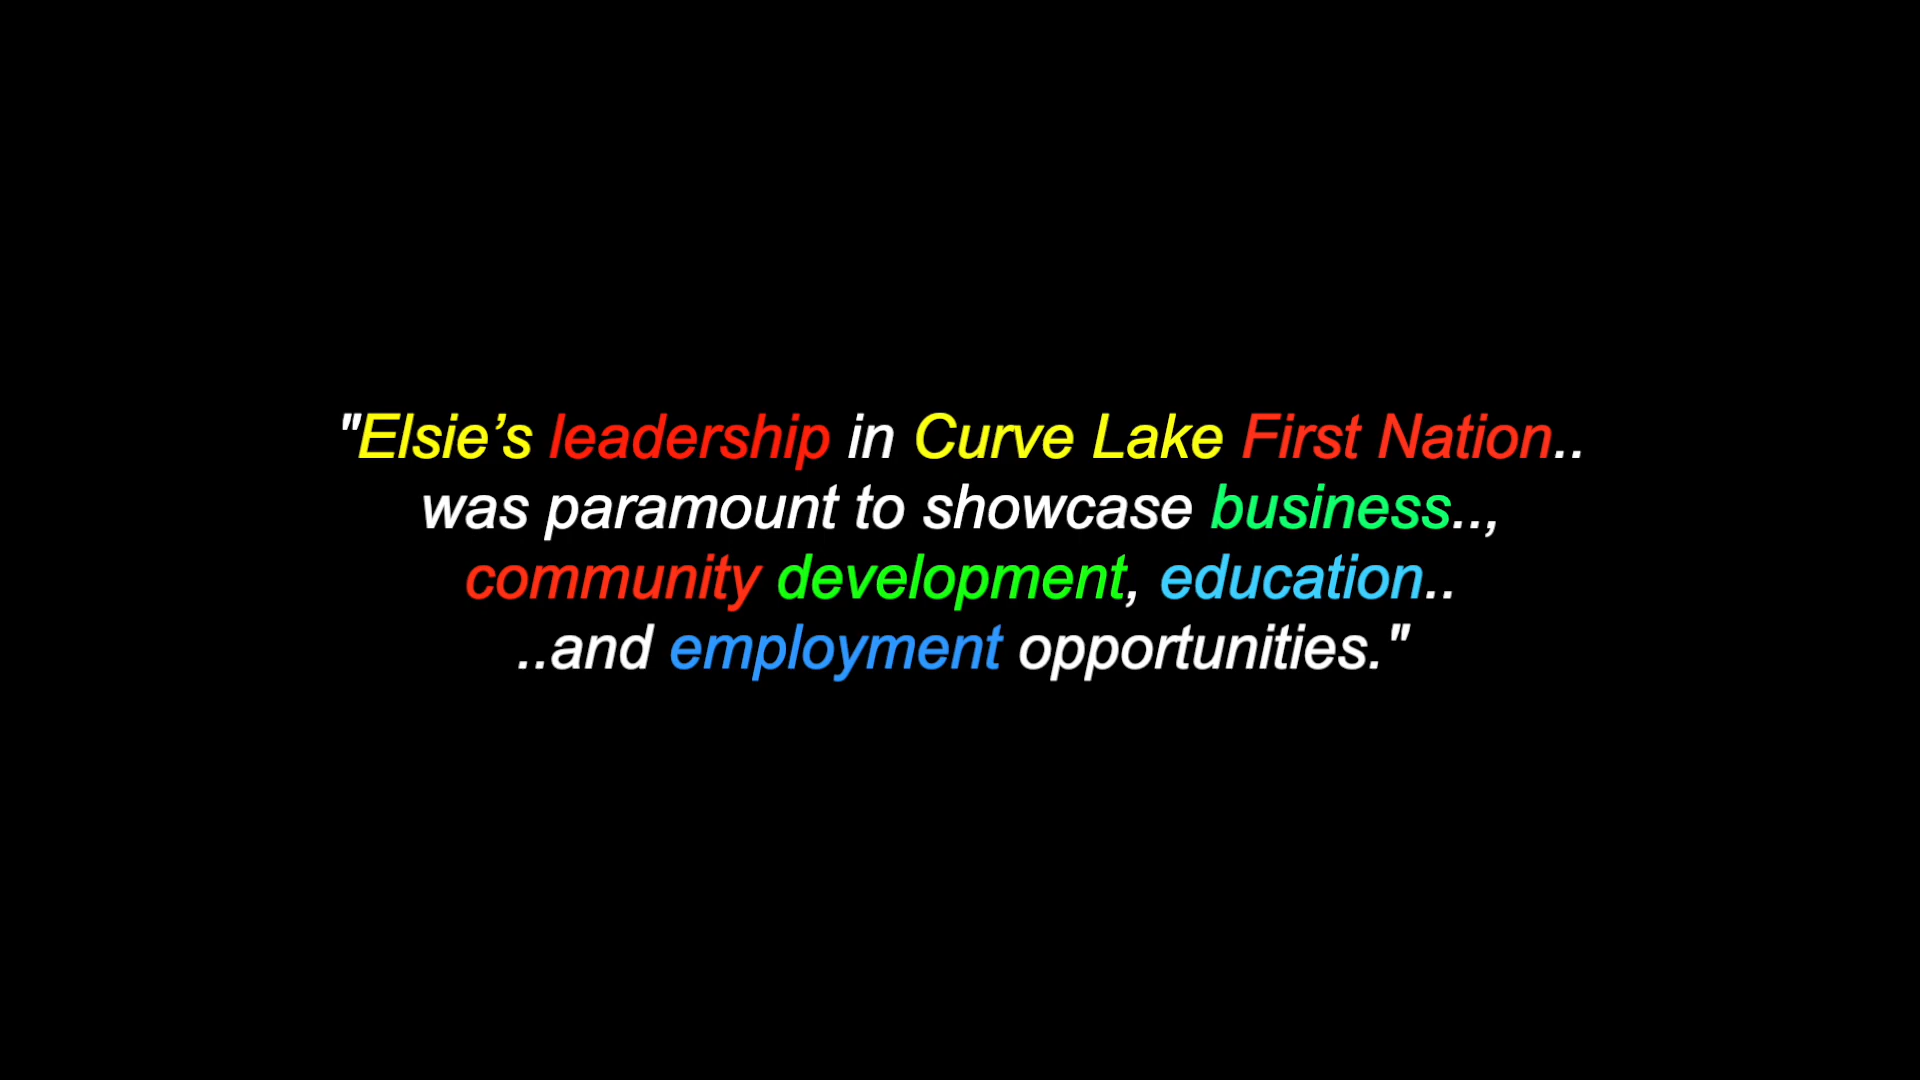 "Elsie’s leadership in Curve Lake First Nation..
was paramount to showcase business..,
community development, education..
..and employment opportunities."